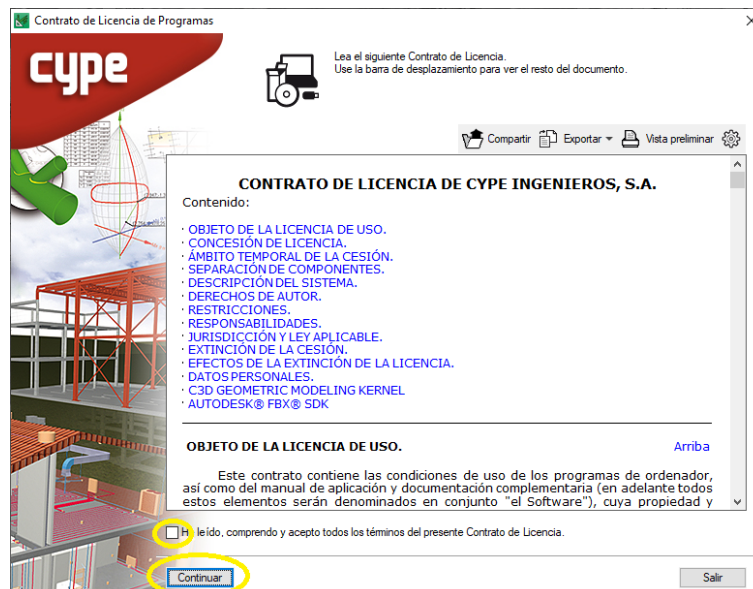 Contrato de Licencia de Programas
cype
Lea el siguiente Contrato de Licencia.
Use la barra de desplazamiento para ver el resto del documento.
Compartir Exportar Vista preliminar
CONTRATO DE LICENCIA DE CYPE INGENIEROS, S.A.
Contenido:
· OBJETO DE LA LICENCIA DE USO.
· CONCESIÓN DE LICENCIA.
· ÁMBITO TEMPORAL DE LA CESIÓN.
· SEPARACIÓN DE COMPONENTES.
· DESCRIPCIÓN DEL SISTEMA.
· DERECHOS DE AUTOR.
· RESTRICCIONES.
· RESPONSABILIDADES.
· JURISDICCIÓN Y LEY APLICABLE.
· EXTINCIÓN DE LA CESIÓN.
· EFECTOS DE LA EXTINCIÓN DE LA LICENCIA.
· DATOS PERSONALES.
· C3D GEOMETRIC MODELING KERNEL
· AUTODESK® FBX® SDK
OBJETO DE LA LICENCIA DE USO. Arriba
Este contrato contiene las condiciones de uso de los programas de ordenador,
así como del manual de aplicación y documentación complementaria (en adelante todos
estos elementos serán denominados en conjunto "el Software"), cuya propiedad y
He leído, comprendo y acepto todos los términos del presente Contrato de Licencia.
Continuar Salir